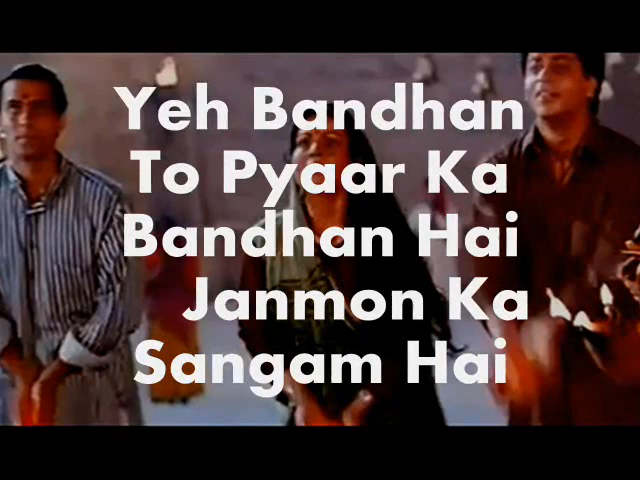 Yeh Bandhan
To Pyaar Ka
Bandhan Hai
Janmon Ka
Sangam Hai